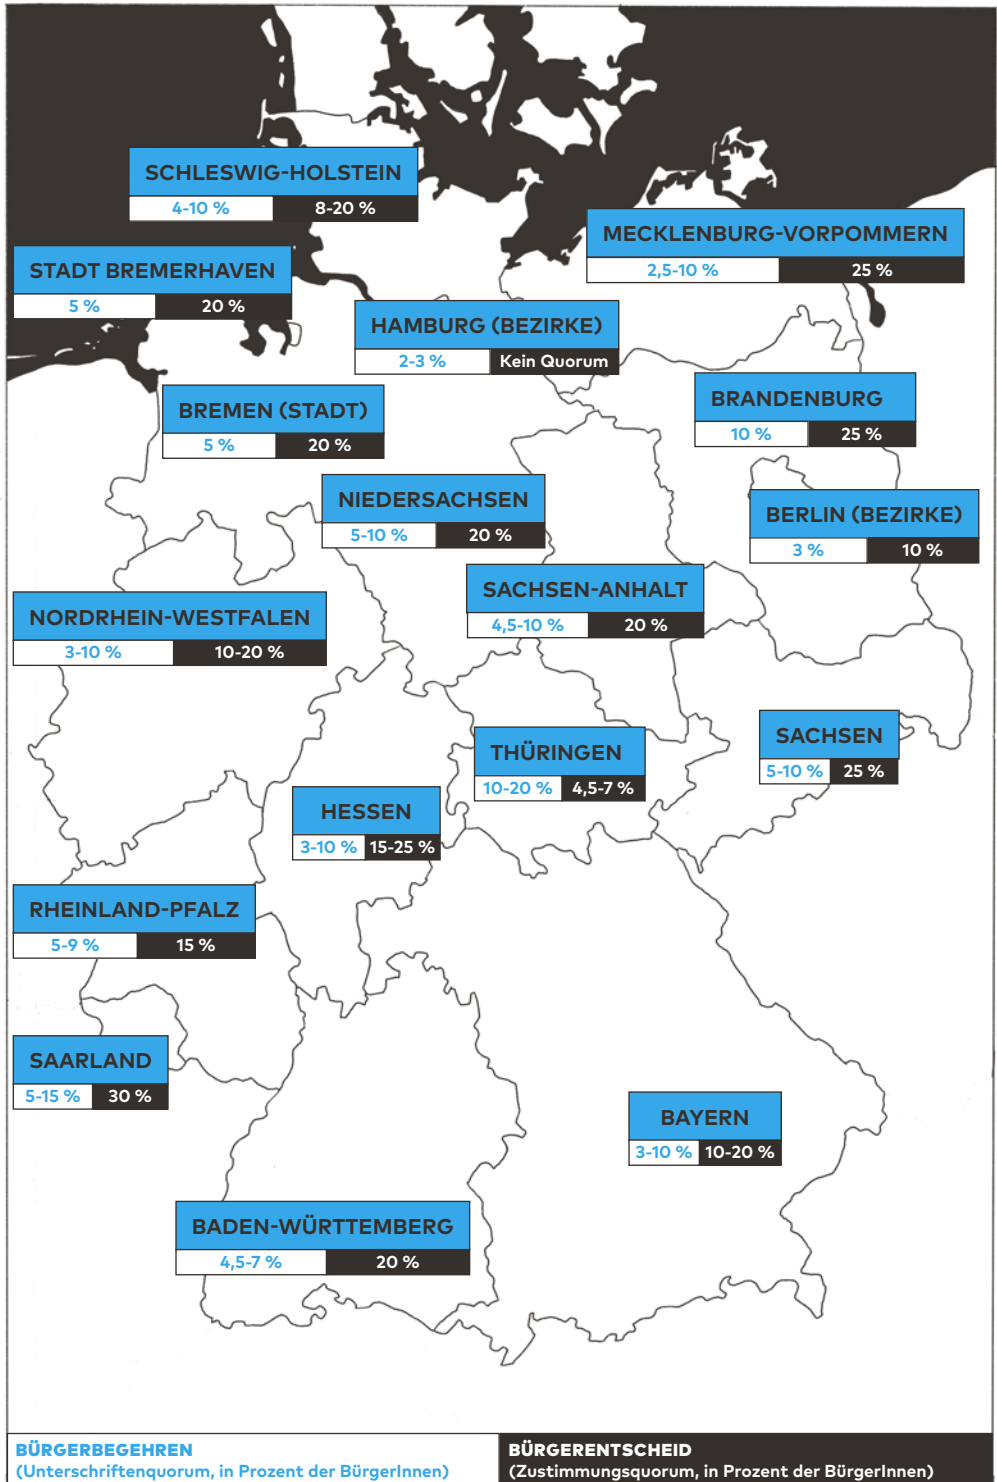 SCHLESWIG-HOLSTEIN
4-10 % 8-20 %
MECKLENBURG-VORPOMMERN
2,5-10 % 25 %
STADT BREMERHAVEN
5 % 20 %
HAMBURG (BEZIRKE)
2-3 % Kein Quorum
BRANDENBURG
10 % 25 %
BREMEN (STADT)
5 % 20 %
NIEDERSACHSEN
5-10 % 20 %
BERLIN (BEZIRKE)
3 % 10 %
SACHSEN-ANHALT
4,5-10 % 20 %
NORDRHEIN-WESTFALEN
3-10 % 10-20 %
SACHSEN
5-10 % 25 %
THÜRINGEN
10-20 % 4,5-7 %
HESSEN
3-10 % 15-25 %
RHEINLAND-PFALZ
5-9 % 15 %
SAARLAND
5-15 % 30 %
BAYERN
3-10 % 10-20 %
BADEN-WÜRTTEMBERG
4,5-7 % 20 %
BÜRGERBEGEHREN
(Unterschriftenquorum, in Prozent der BürgerInnen)
BÜRGERENTSCHEID
(Zustimmungsquorum, in Prozent der BürgerInnen)